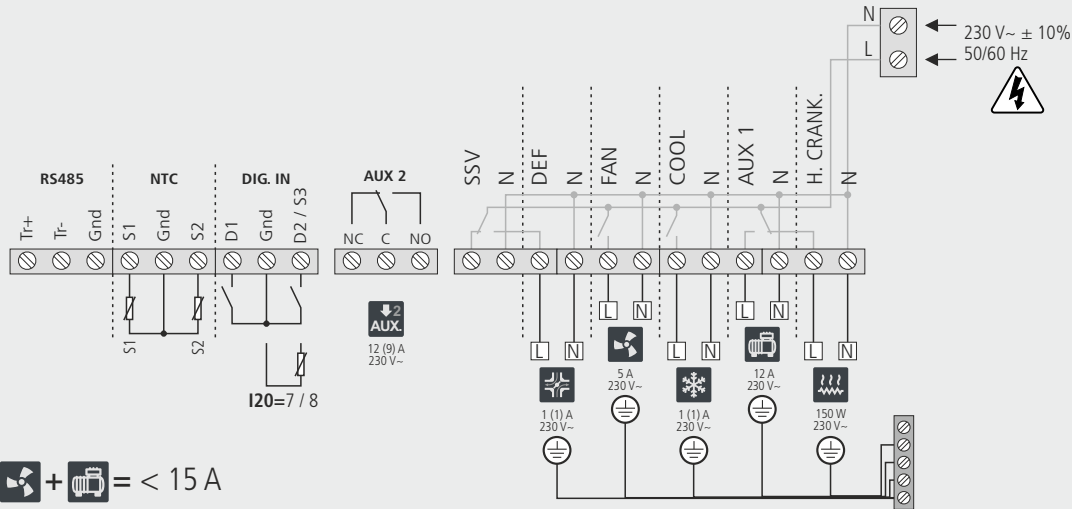 N
230 V~ ± 10%
L
50/60 Hz
RS485
NTC
DIG. IN
AUX 2
Tr+
Tr-
Gnd
S1
Gnd
S2
D1
Gnd
D2 / S3
NC C NO
SSV
N
DEF
N
FAN
N
COOL
N
AUX 1
N
H. CRANK.
N
S1
S2
I20=7 / 8
2
AUX.
12 (9) A
230 V~
L N
L N
L N
L N
L N
1 (1) A
230 V~
5 A
230 V~
1 (1) A
230 V~
12 A
230 V~
150 W
230 V~
+ = < 15 A